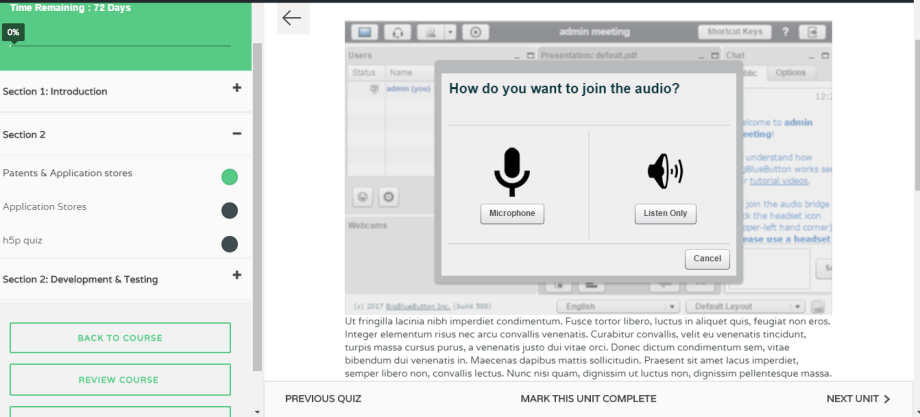 Time Remaining : 72 Days
0%
Section 1: Introduction
+
Section 2
−
Patents & Application stores
Application Stores
h5p quiz
Section 2: Development & Testing
+
BACK TO COURSE
REVIEW COURSE
admin meeting
Shortcut Keys
?
Users
Presentation: default.pdf
Chat
Status
Name
Options
admin (you)
12:2
elcome to admin
eeting!
understand how
gBlueButton works see
r tutorial videos.
join the audio bridge
ck the headset icon
pper-left hand corner)
ease use a headset
Webcams
How do you want to join the audio?
Microphone
Listen Only
Cancel
(c) 2017 BigBlueButton Inc. (build 588)
English
Default Layout
Ut fringilla lacinia nibh imperdiet condimentum. Fusce tortor libero, luctus in aliquet quis, feugiat non eros.
Integer elementum risus nec arcu convallis venenatis. Curabitur convallis, velit eu venenatis tincidunt,
turpis massa cursus purus, a venenatis justo dui vitae orci. Donec dictum condimentum sem, vitae
bibendum dui venenatis in. Maecenas dapibus mattis sollicitudin. Praesent sit amet lacus imperdiet,
semper libero non, convallis lectus. Nunc nisi quam, dignissim ut luctus non, dignissim pellentesque massa.
PREVIOUS QUIZ
MARK THIS UNIT COMPLETE
NEXT UNIT >